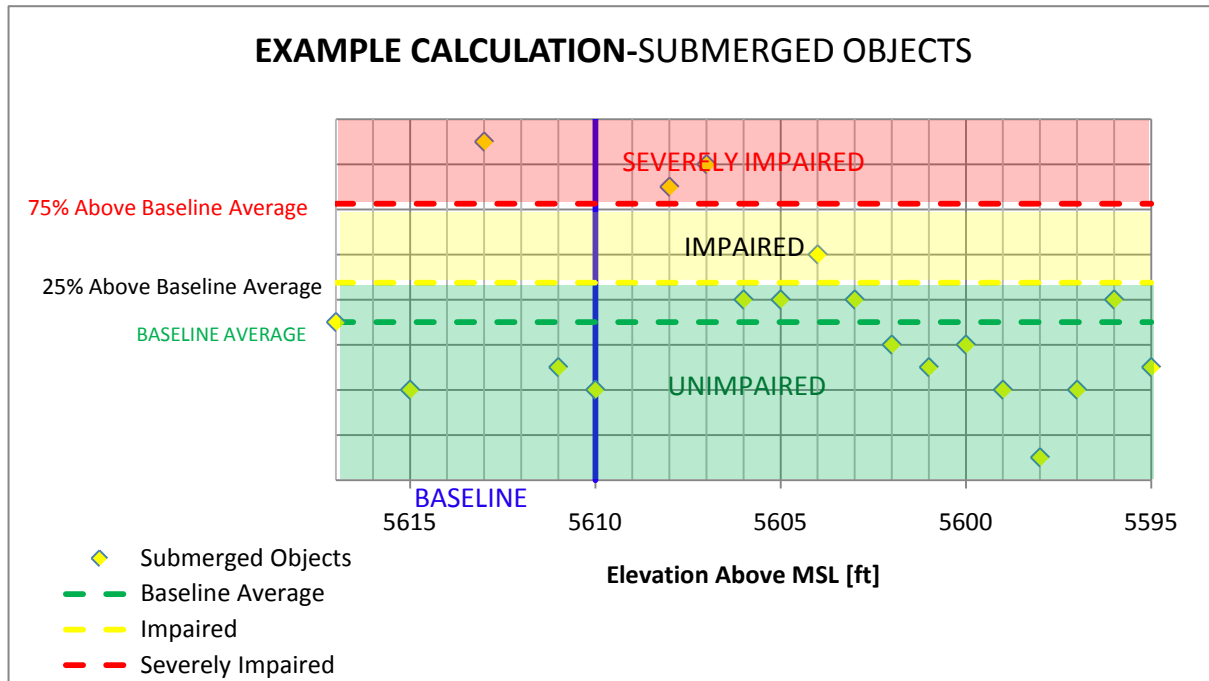 EXAMPLE CALCULATION-SUBMERGED OBJECTS
SEVERELY IMPAIRED
75% Above Baseline Average
IMPAIRED
25% Above Baseline Average
BASELINE AVERAGE
UNIMPAIRED
BASELINE
5615 5610 5605 5600 5595
Elevation Above MSL [ft]
Submerged Objects
Baseline Average
Impaired
Severely Impaired